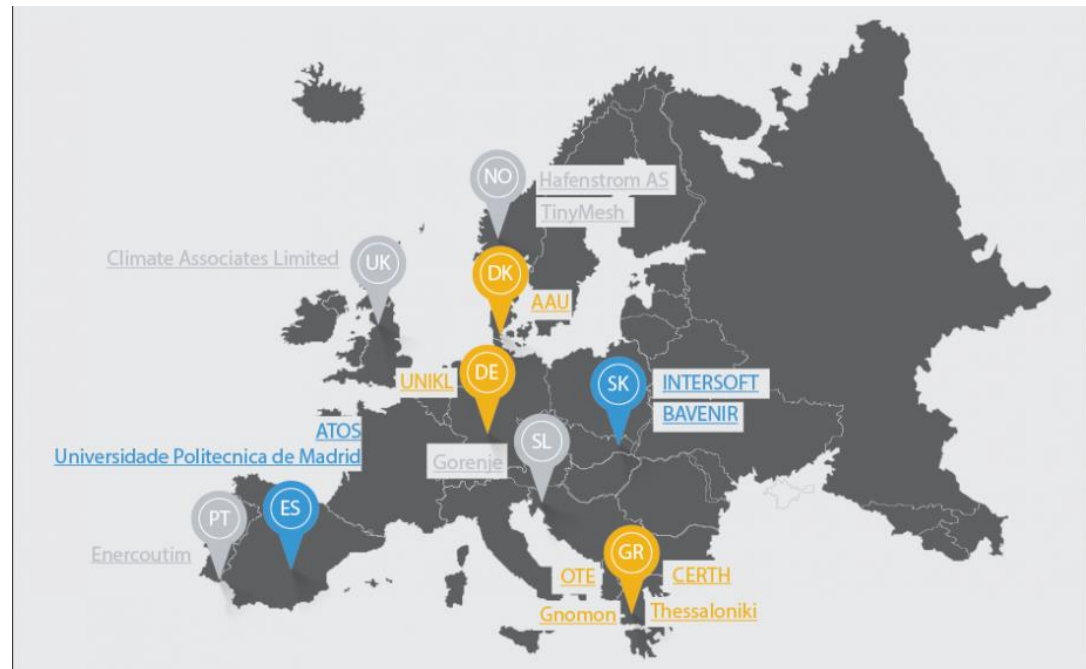 NO
Hafenstrom AS
TinyMesh
Climate Associates Limited
UK
DK
AAU
UNIKL
DE
SK
INTERSOFT
BAVENIR
ATOS
Universidade Politecnica de Madrid
Gorenje
SL
PT
ES
Enercoutim
GR
OTE
CERTH
Gnomon
Thessaloniki